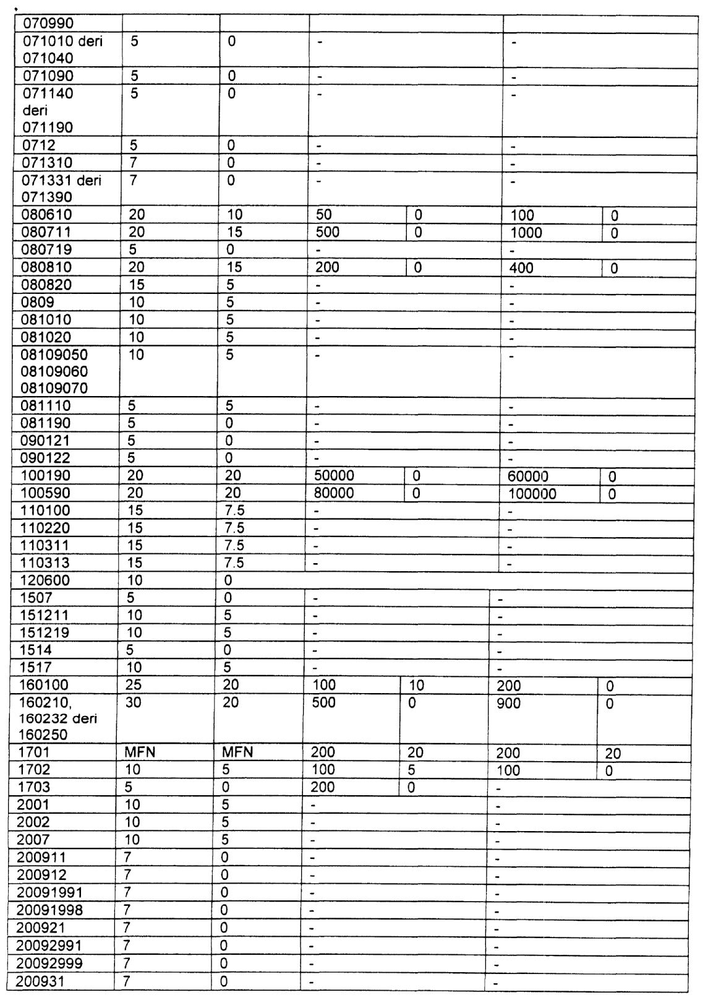 070990
071010 deri 5 0 - -
071040
071090 5 0 - -
071140 5 0 - -
deri
071190
0712 5 0 - -
071310 7 0 - -
071331 deri 7 0 - -
071390
080610 20 10 50 0 100 0
080711 20 15 500 0 1000 0
080719 5 0 - -
080810 20 15 200 0 400 0
080820 15 5 - -
0809 10 5 - -
081010 10 5 - -
081020 10 5 - -
08109050 10 5 - -
08109060
08109070
081110 5 5 - -
081190 5 0 - -
090121 5 0 - -
090122 5 0 - -
100190 20 20 50000 0 60000 0
100590 20 20 80000 0 100000 0
110100 15 7.5 - -
110220 15 7.5 - -
110311 15 7.5 - -
110313 15 7.5 - -
120600 10 0
1507 5 0 - -
151211 10 5 - -
151219 10 5 - -
1514 5 0 - -
1517 10 5 - -
160100 25 20 100 10 200 0
160210, 30 20 500 0 900 0
160232 deri
160250
1701 MFN MFN 200 20 200 20
1702 10 5 100 5 100 0
1703 5 0 200 0 -
2001 10 5 - -
2002 10 5 - -
2007 10 5 - -
200911 7 0 - -
200912 7 0 - -
20091991 7 0 - -
20091998 7 0 - -
200921 7 0 - -
20092991 7 0 - -
20092999 7 0 - -
200931 7 0 - -